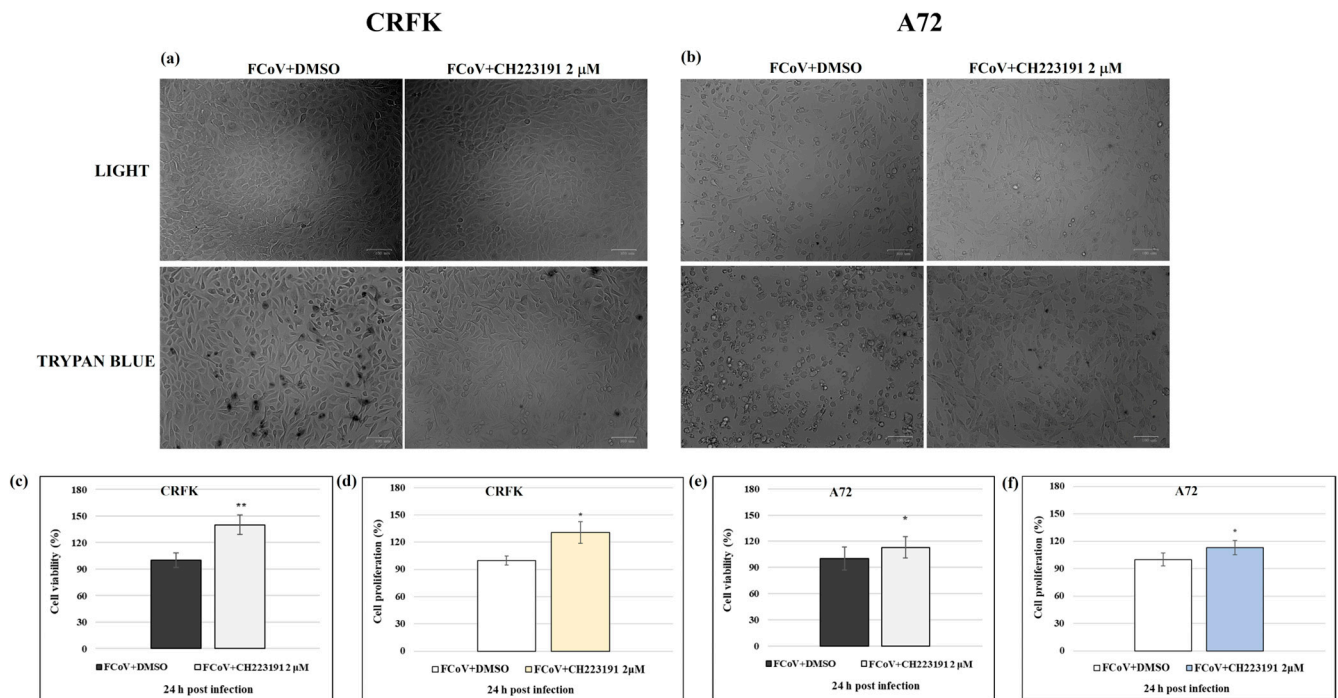 CRFK
A72
(a)
FCoV+DMSO
FCoV+CH223191 2 μM
(b)
FCoV+DMSO
FCoV+CH223191 2 μM
LIGHT
TRYPAN BLUE
(c)
CRFK
180
150
120
90
60
30
0
Cell viability (%)
**
FCoV+DMSO
FCoV+CH223191 2 μM
24 h post infection
(d)
CRFK
180
150
120
90
60
30
0
Cell proliferation (%)
*
FCoV+DMSO
FCoV+CH223191 2μM
24 h post infection
(e)
A72
180
150
120
90
60
30
0
Cell viability (%)
*
FCoV+DMSO
FCoV+CH223191 2 μM
24 h post infection
(f)
A72
180
150
120
90
60
30
0
Cell proliferation (%)
*
FCoV+DMSO
FCoV+CH223191 2μM
24 h post infection